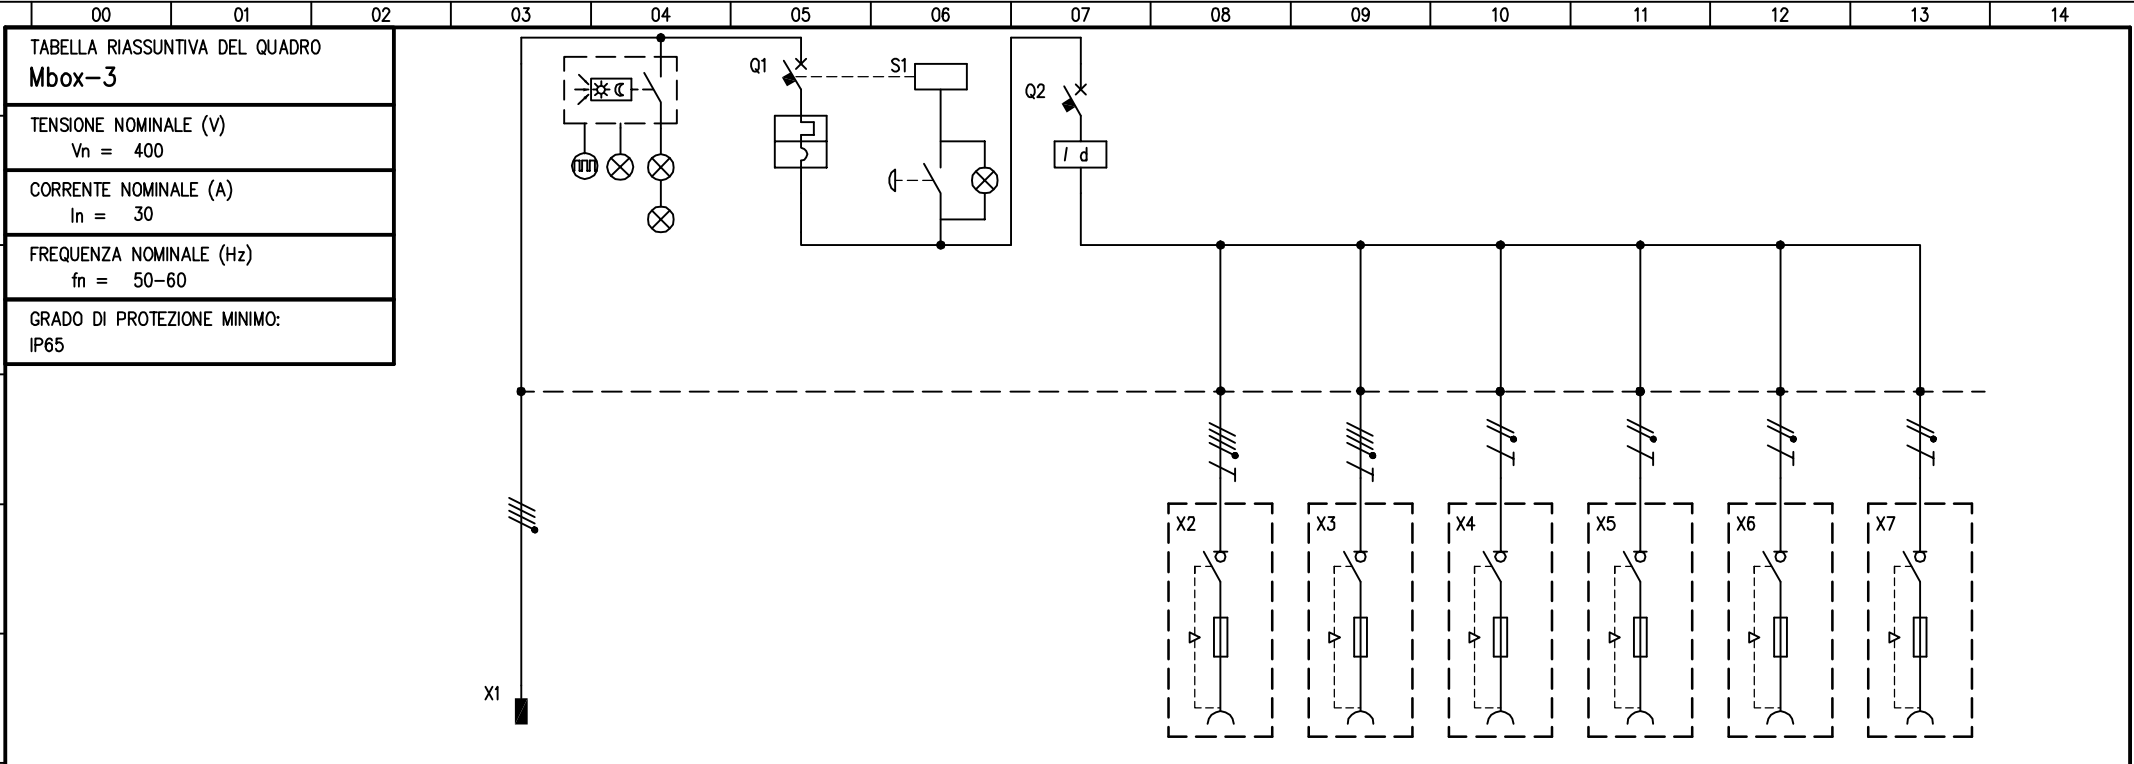 00 01 02 03 04 05 06 07 08 09 10 11 12 13 14
TABELLA RIASSUNTIVA DEL QUADRO
Mbox-3
TENSIONE NOMINALE (V)
Vn = 400
CORRENTE NOMINALE (A)
In = 30
FREQUENZA NOMINALE (Hz)
fn = 50-60
GRADO DI PROTEZIONE MINIMO:
IP65
Q1 S1
Q2
I d
X2 X3 X4 X5 X6 X7
X1